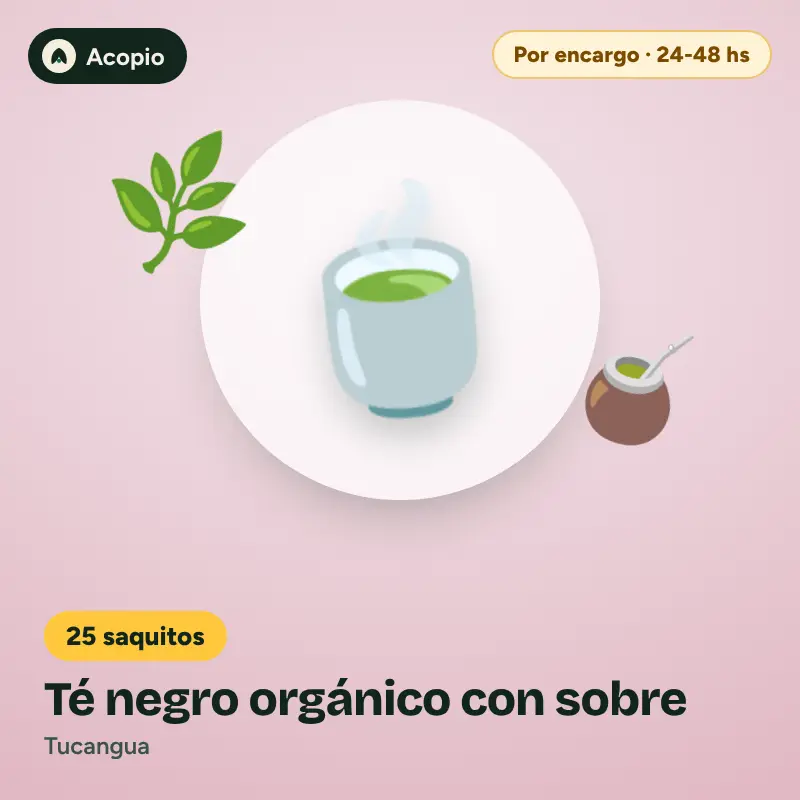 Acopio
Por encargo · 24-48 hs
25 saquitos
Té negro orgánico con sobre
Tucangua